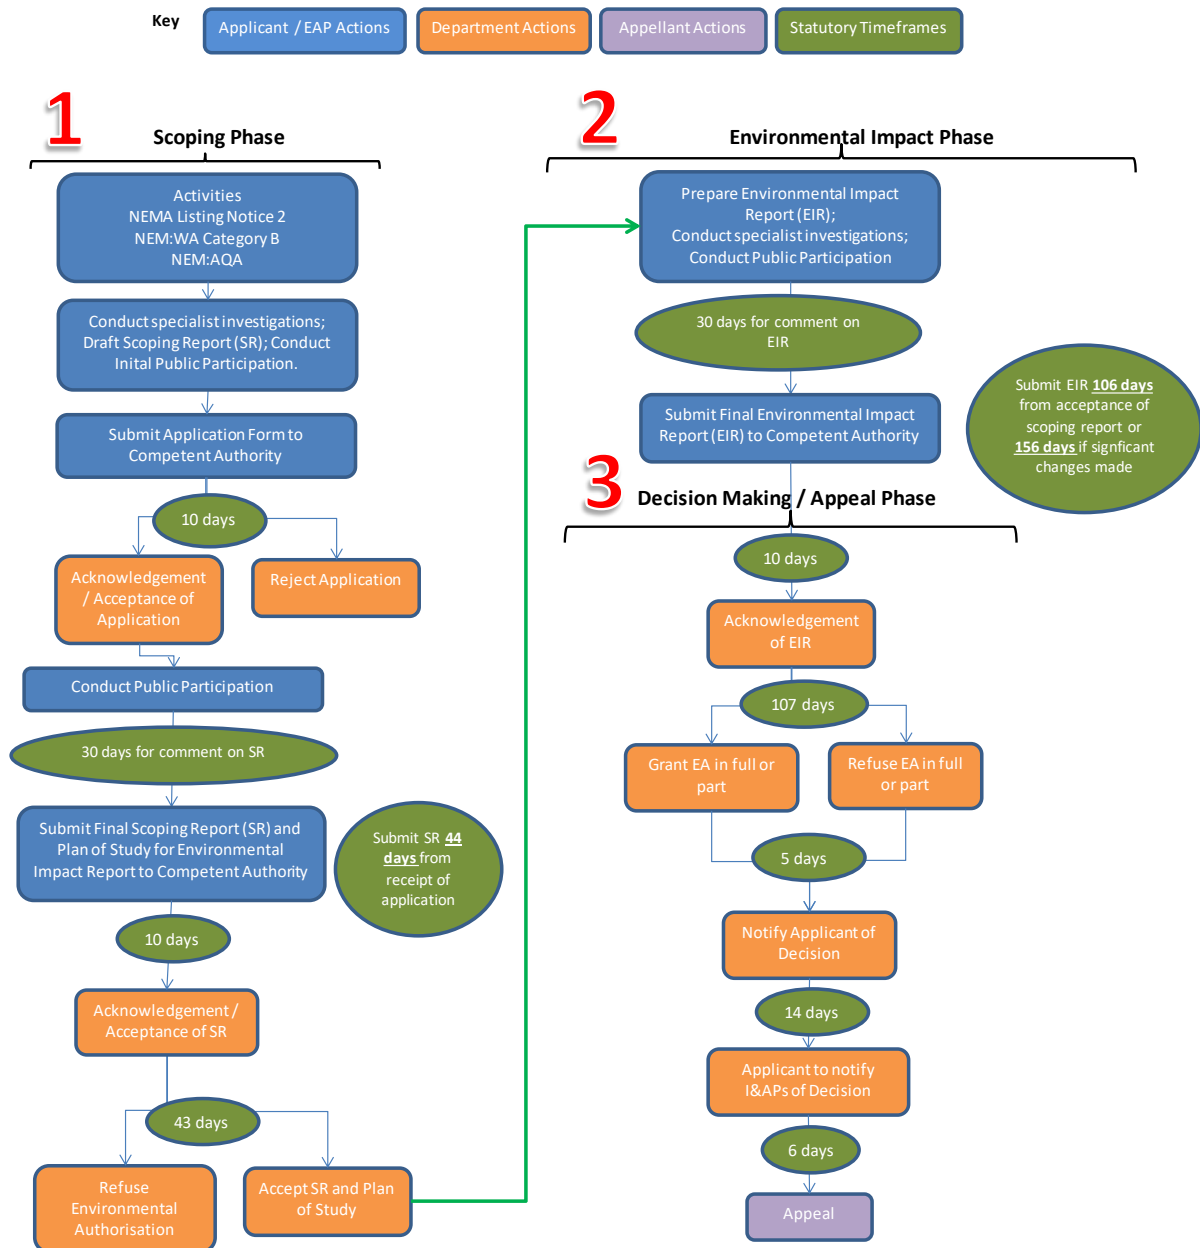 Key
Applicant / EAP Actions
Department Actions
Appellant Actions
Statutory Timeframes
1
Scoping Phase
Activities
NEMA Listing Notice 2
NEM:WA Category B
NEM:AQA
Conduct specialist investigations;
Draft Scoping Report (SR); Conduct
Inital Public Participation.
Submit Application Form to
Competent Authority
10 days
Acknowledgement
/ Acceptance of
Application
Reject Application
Conduct Public Participation
30 days for comment on SR
Submit Final Scoping Report (SR) and
Plan of Study for Environmental
Impact Report to Competent Authority
Submit SR 44
days from
receipt of
application
10 days
Acknowledgement /
Acceptance of SR
43 days
Refuse
Environmental
Authorisation
Accept SR and Plan
of Study
2
Environmental Impact Phase
Prepare Environmental Impact
Report (EIR);
Conduct specialist investigations;
Conduct Public Participation
30 days for comment on
EIR
Submit Final Environmental Impact
Report (EIR) to Competent Authority
Submit EIR 106 days
from acceptance of
scoping report or
156 days if signficant
changes made
3
Decision Making / Appeal Phase
10 days
Acknowledgement
of EIR
107 days
Grant EA in full or
part
Refuse EA in full
or part
5 days
Notify Applicant of
Decision
14 days
Applicant to notify
I&APs of Decision
6 days
Appeal